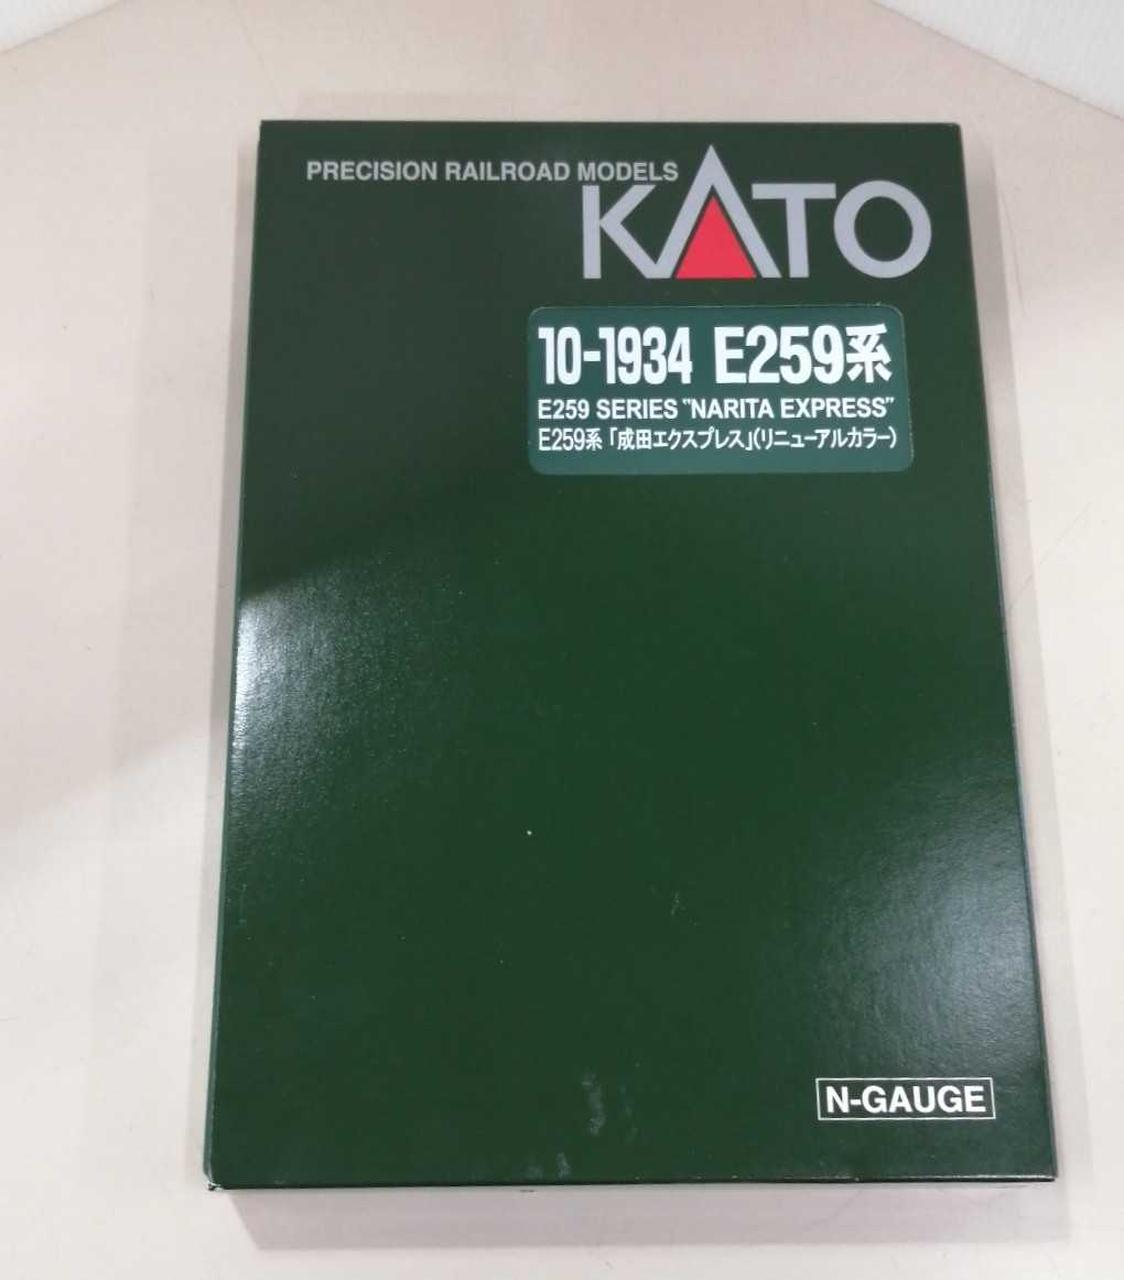 PRECISION RAILROAD MODELS
KATO
10-1934 E259系
E259 SERIES "NARITA EXPRESS"
E259系「成田エクスプレス」(リニューアルカラー)
N-GAUGE